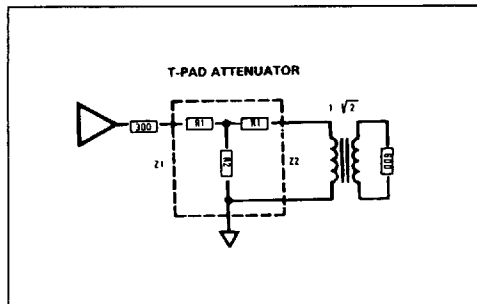 T-PAD ATTENUATOR
1 √2
300
R1
R1
R2
Z1
Z2
600